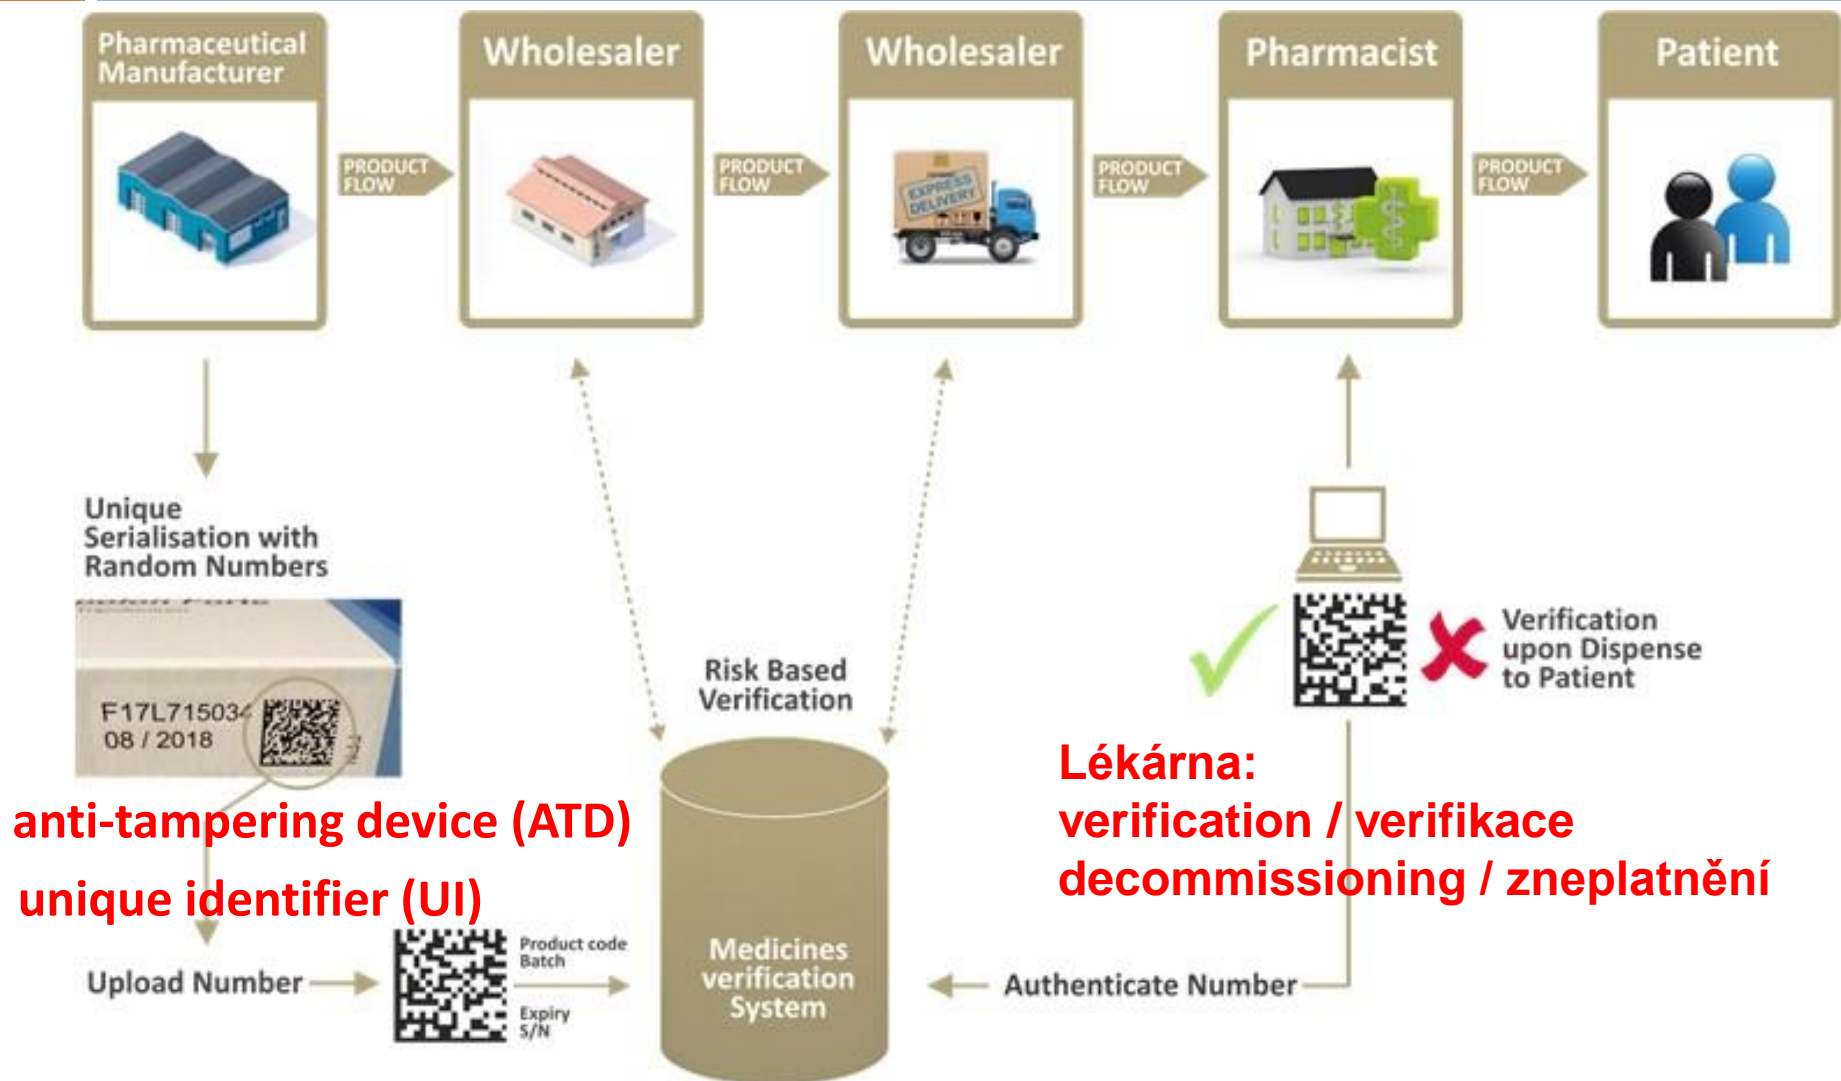 Pharmaceutical
Manufacturer
Wholesaler
Wholesaler
Pharmacist
Patient
PRODUCT
FLOW
PRODUCT
FLOW
EXPRESS
DELIVERY
PRODUCT
FLOW
PRODUCT
FLOW
Unique
Serialisation with
Random Numbers
F17L715034
08 / 2018
anti-tampering device (ATD)
unique identifier (UI)
Upload Number
Product code
Batch
Expiry
S/N
Risk Based
Verification
Medicines
verification
System
Verification
upon Dispense
to Patient
Lékárna:
verification / verifikace
decommissioning / zneplatnění
Authenticate Number